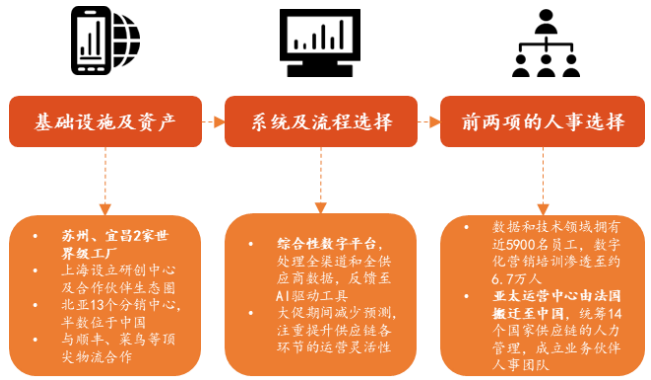 基础设施及资产
系统及流程选择
前两项的人事选择
苏州、宜昌2家世
界级工厂
上海设立研创中心
及合作伙伴生态圈
北亚13个分销中心,
半数位于中国
与顺丰、菜鸟等顶
尖物流合作
综合性数字平台,
处理全渠道和全供
应商数据,反馈至
AI驱动工具
大促期间减少预测,
注重提升供应链各
环节的运营灵活性
数据和技术领域拥有
近5900名员工,数字
化营销培训渗透至约
6.7万人
亚太运营中心由法国
搬迁至中国,统筹14
个国家供应链的人力
管理,成立业务伙伴
人事团队